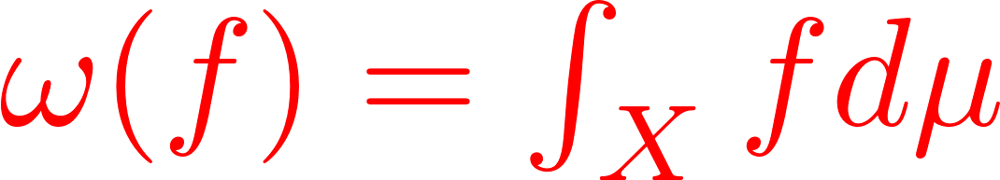 ω(f) = ∫_X f dμ